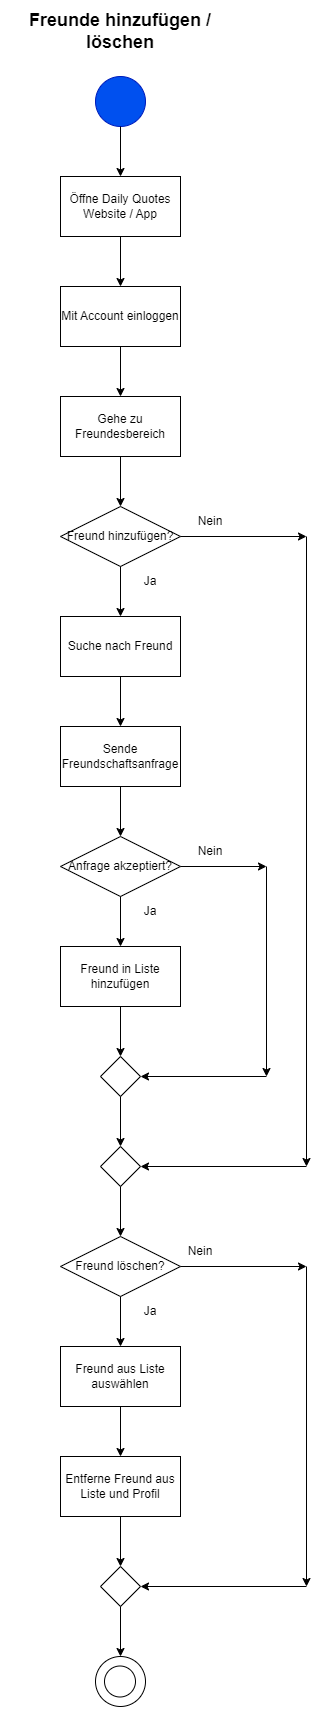 Freunde hinzufügen /
löschen
Öffne Daily Quotes
Website / App
Mit Account einloggen
Gehe zu
Freundesbereich
Freund hinzufügen?
Nein
Ja
Suche nach Freund
Sende
Freundschaftsanfrage
Anfrage akzeptiert?
Nein
Ja
Freund in Liste
hinzufügen
Freund löschen?
Nein
Ja
Freund aus Liste
auswählen
Entferne Freund aus
Liste und Profil